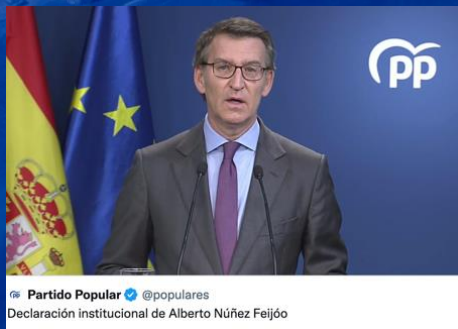 pp
Partido Popular @populares
Declaración institucional de Alberto Núñez Feijóo